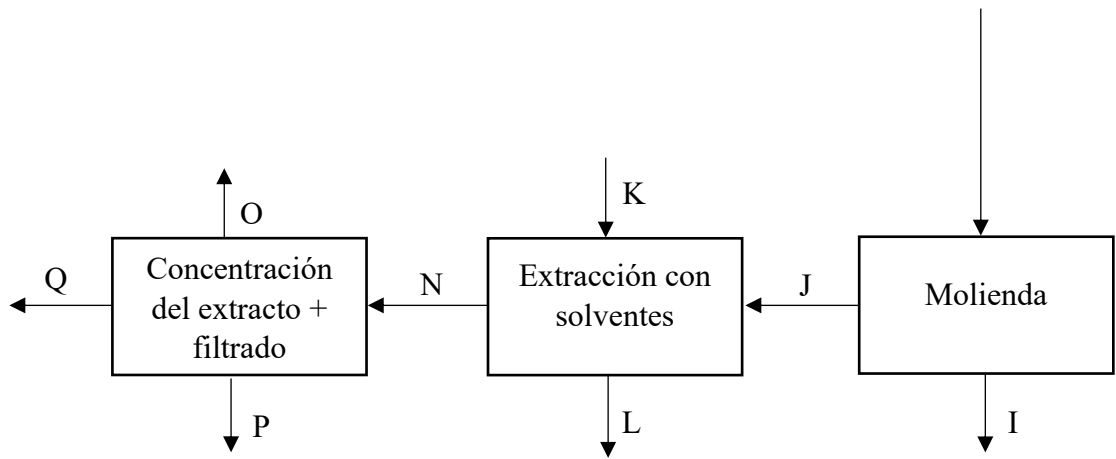 K
O
Concentración
del extracto +
filtrado
Q
N
Extracción con
solventes
J
Molienda
P
L
I